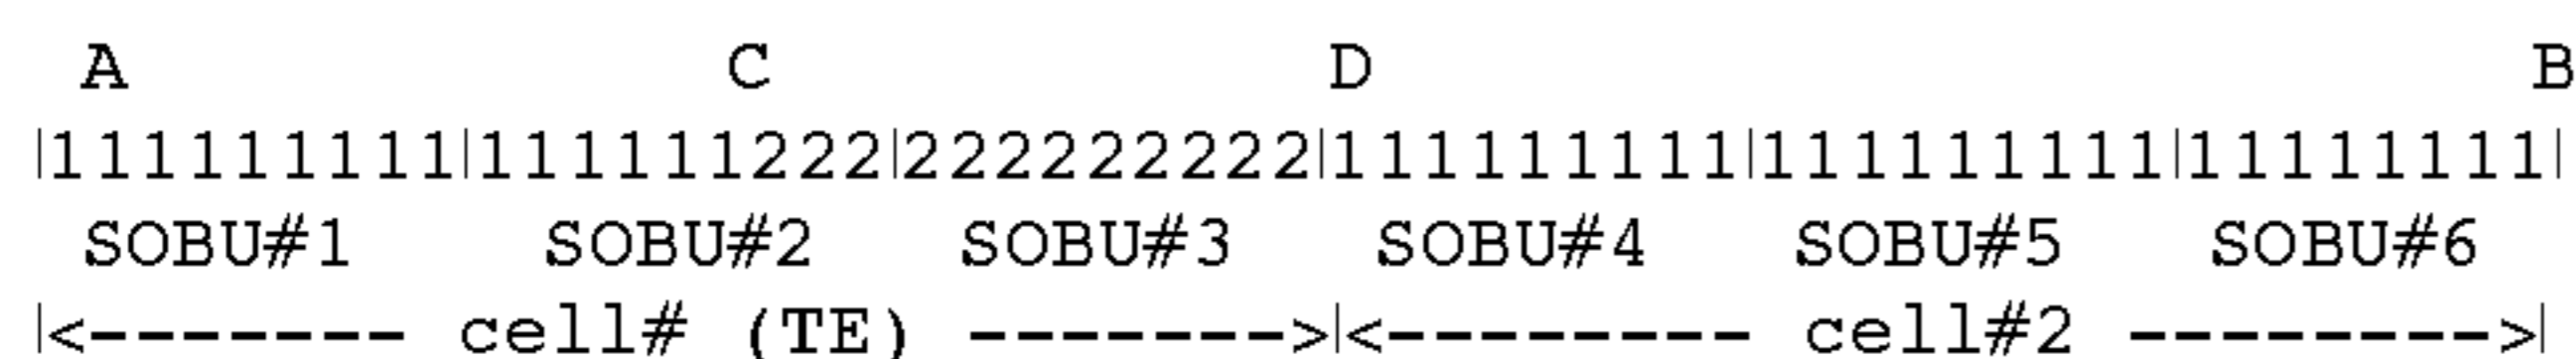 A C D B
|111111111|111111222|222222222|111111111|111111111|11111111|
SOBU#1 SOBU#2 SOBU#3 SOBU#4 SOBU#5 SOBU#6
|<------- cell# (TE) ------->|<-------- cell#2 -------->|